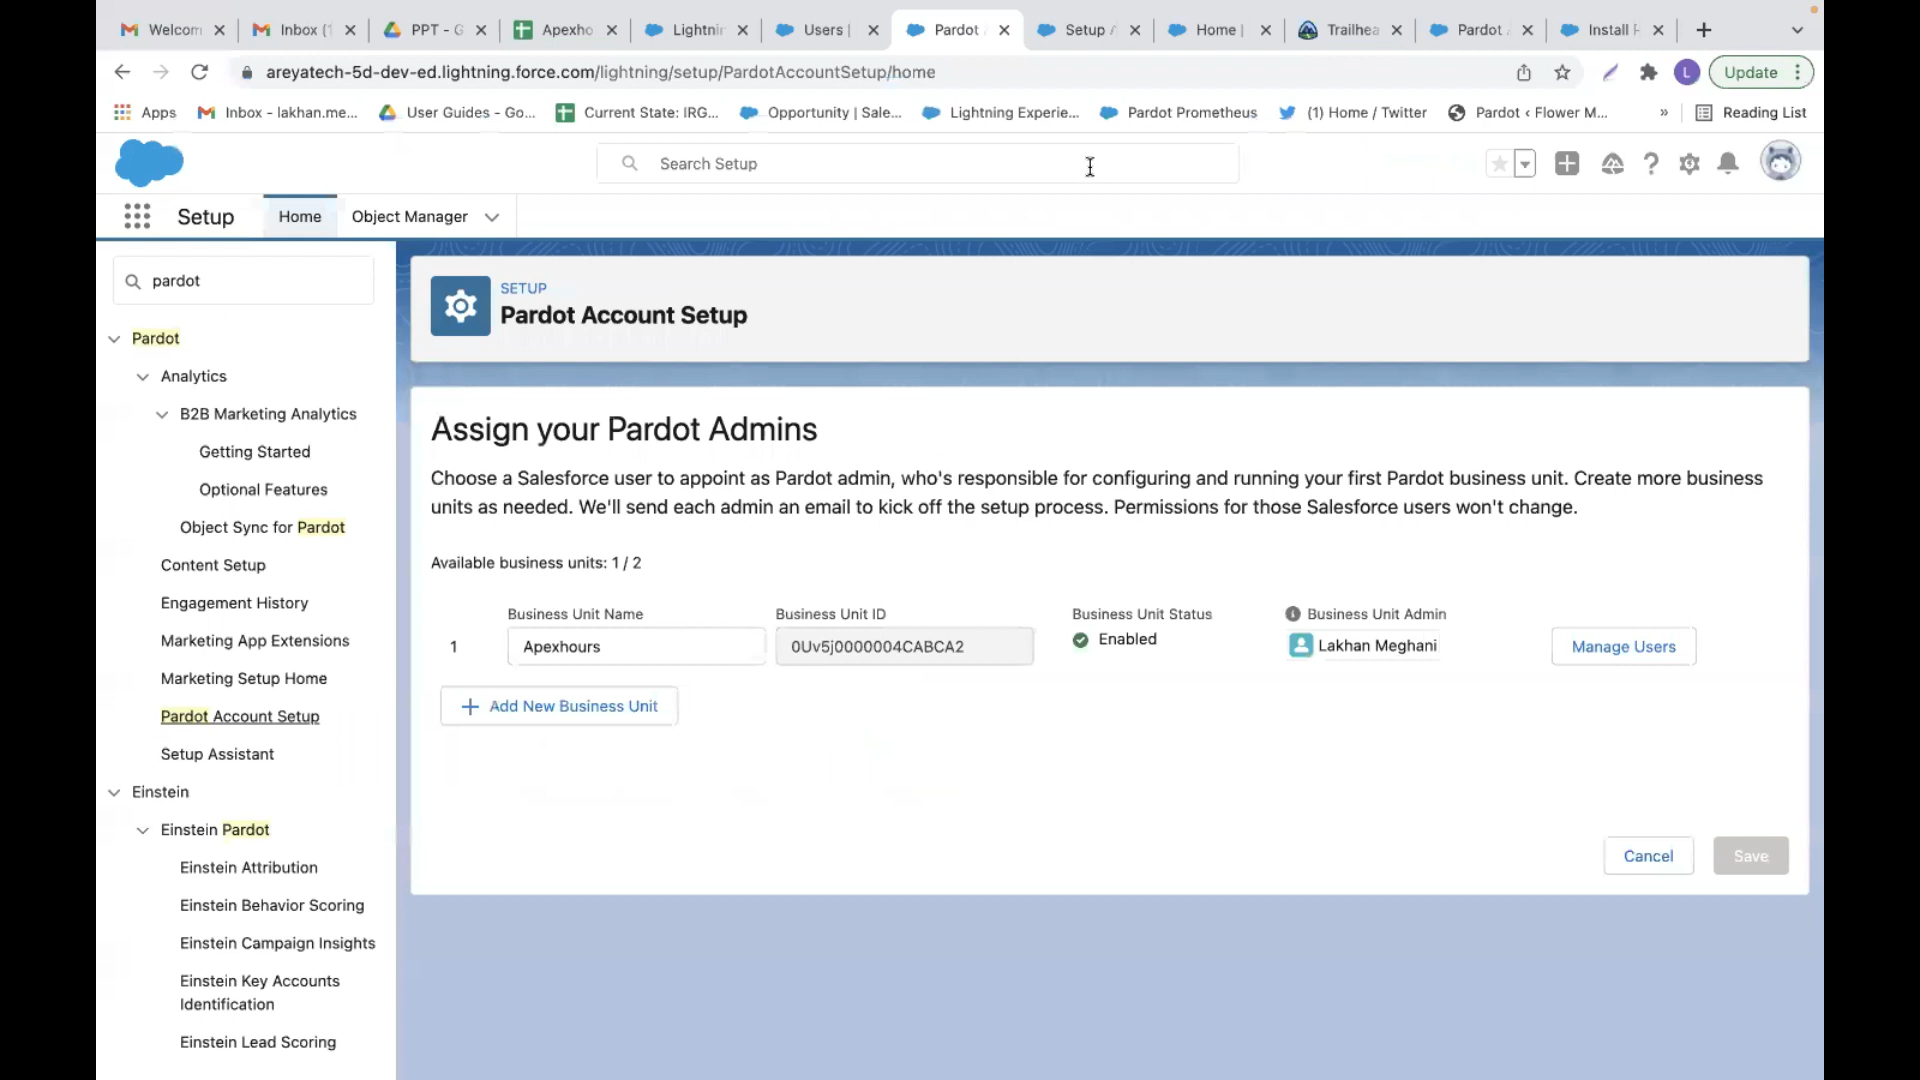 Welcom
Inbox (1
PPT - G
Apexho
Lightnin
Users |
Pardot
Setup
Home |
Trailhea
Pardot
Install
areyatech-5d-dev-ed.lightning.force.com/lightning/setup/PardotAccountSetup/home
L
Update
Apps
Inbox - lakhan.me...
User Guides - Go...
Current State: IRG...
Opportunity | Sale...
Lightning Experie...
Pardot Prometheus
(1) Home / Twitter
Pardot ‹ Flower M...
»
Reading List
Search Setup
Setup
Home
Object Manager
pardot
Pardot
Analytics
B2B Marketing Analytics
Getting Started
Optional Features
Object Sync for Pardot
Content Setup
Engagement History
Marketing App Extensions
Marketing Setup Home
Pardot Account Setup
Setup Assistant
Einstein
Einstein Pardot
Einstein Attribution
Einstein Behavior Scoring
Einstein Campaign Insights
Einstein Key Accounts
Identification
Einstein Lead Scoring
SETUP
Pardot Account Setup
Assign your Pardot Admins
Choose a Salesforce user to appoint as Pardot admin, who's responsible for configuring and running your first Pardot business unit. Create more business
units as needed. We'll send each admin an email to kick off the setup process. Permissions for those Salesforce users won't change.
Available business units: 1 / 2
Business Unit Name
Business Unit ID
Business Unit Status
Business Unit Admin
1
Apexhours
0Uv5j0000004CABCA2
Enabled
Lakhan Meghani
Manage Users
Add New Business Unit
Cancel
Save